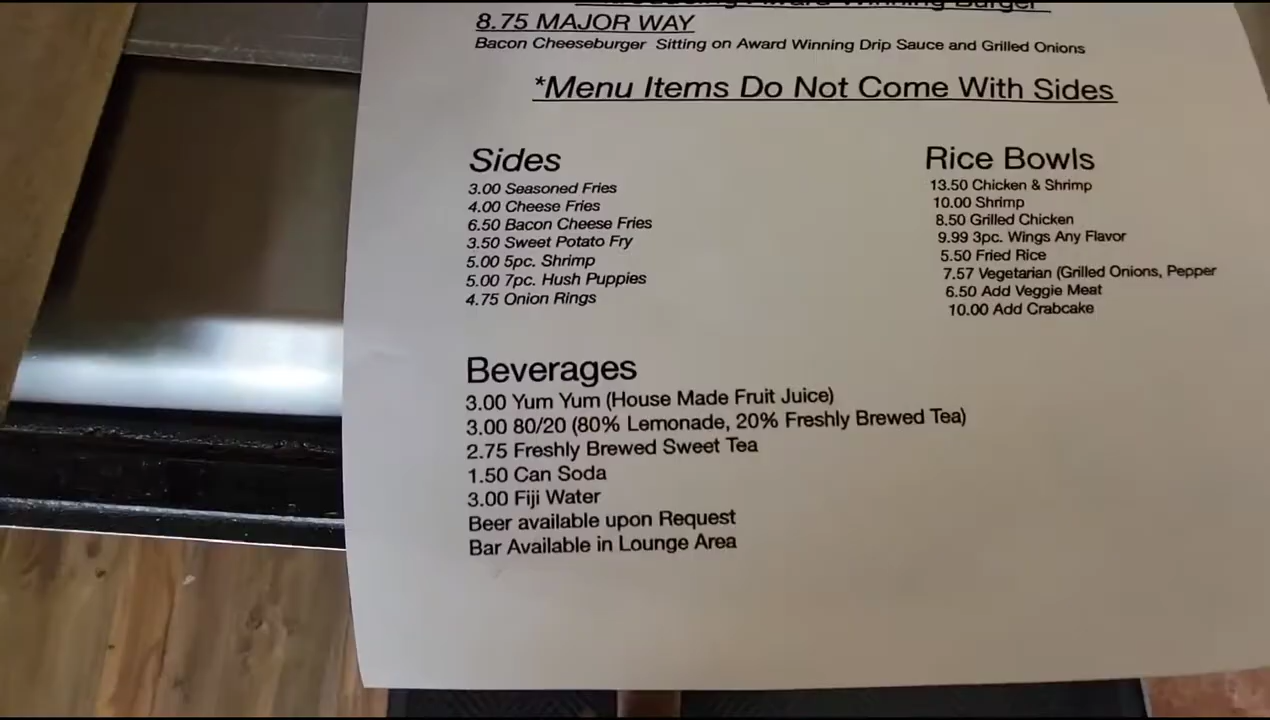 Award Winning Burger
8.75 MAJOR WAY
Bacon Cheeseburger Sitting on Award Winning Drip Sauce and Grilled Onions
*Menu Items Do Not Come With Sides
Sides
3.00 Seasoned Fries
4.00 Cheese Fries
6.50 Bacon Cheese Fries
3.50 Sweet Potato Fry
5.00 5pc. Shrimp
5.00 7pc. Hush Puppies
4.75 Onion Rings
Rice Bowls
13.50 Chicken & Shrimp
10.00 Shrimp
8.50 Grilled Chicken
9.99 3pc. Wings Any Flavor
5.50 Fried Rice
7.57 Vegetarian (Grilled Onions, Pepper
6.50 Add Veggie Meat
10.00 Add Crabcake
Beverages
3.00 Yum Yum (House Made Fruit Juice)
3.00 80/20 (80% Lemonade, 20% Freshly Brewed Tea)
2.75 Freshly Brewed Sweet Tea
1.50 Can Soda
3.00 Fiji Water
Beer available upon Request
Bar Available in Lounge Area